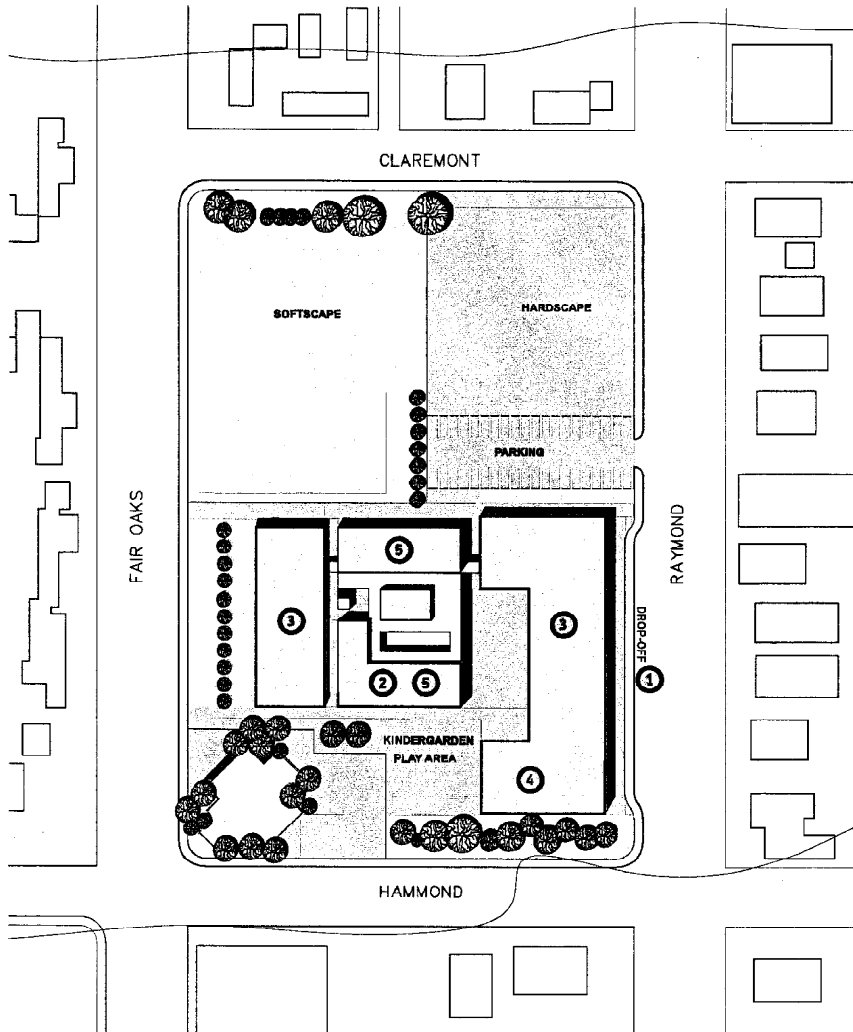 CLAREMONT
SOFTSCAPE
HARDSCAPE
PARKING
FAIR OAKS
RAYMOND
5
3
3
DROP-OFF
1
2
5
KINDERGARDEN
PLAY AREA
4
HAMMOND